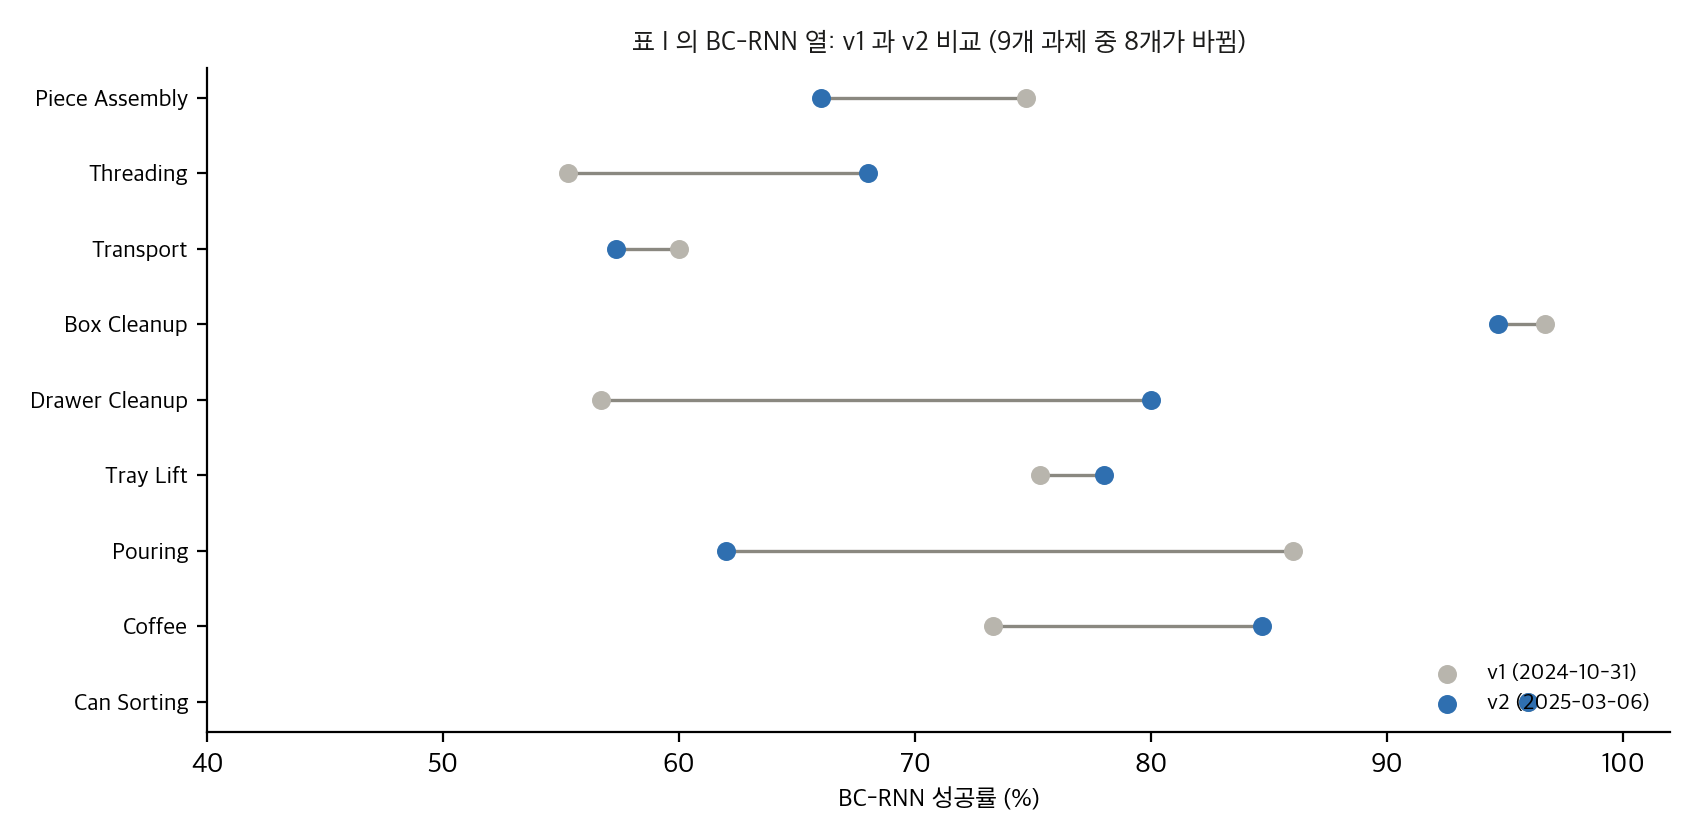 표 I 의 BC-RNN 열: v1 과 v2 비교 (9개 과제 중 8개가 바뀜)
Piece Assembly
Threading
Transport
Box Cleanup
Drawer Cleanup
Tray Lift
Pouring
Coffee
Can Sorting
v1 (2024-10-31)
v2 (2025-03-06)
40 50 60 70 80 90 100
BC-RNN 성공률 (%)